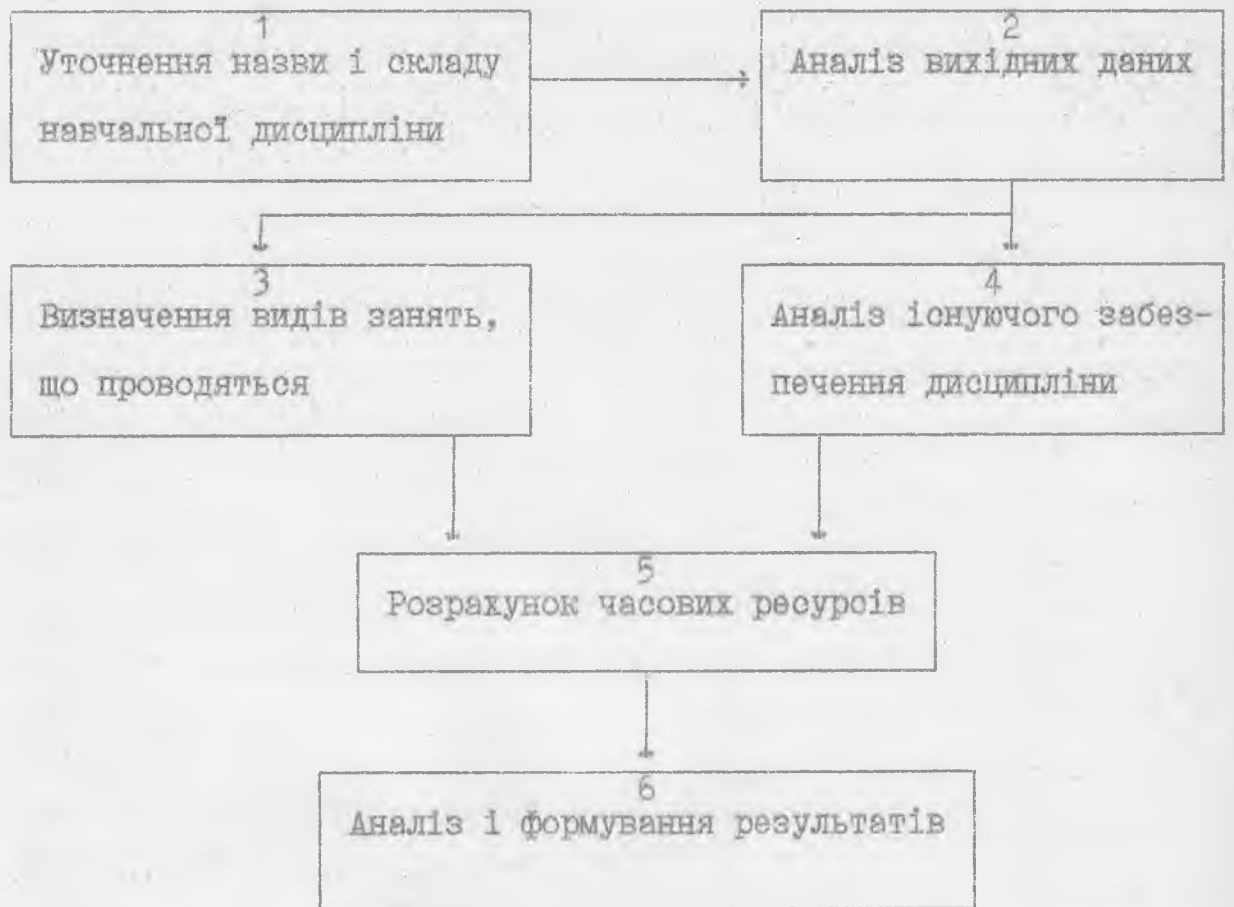 1
Уточнення назви і складу
навчальної дисципліни
2
Аналіз вихідних даних
3
Визначення видів занять,
що проводяться
4
Аналіз існуючого забез-
печення дисципліни
5
Розрахунок часових ресурсів
6
Аналіз і формування результатів